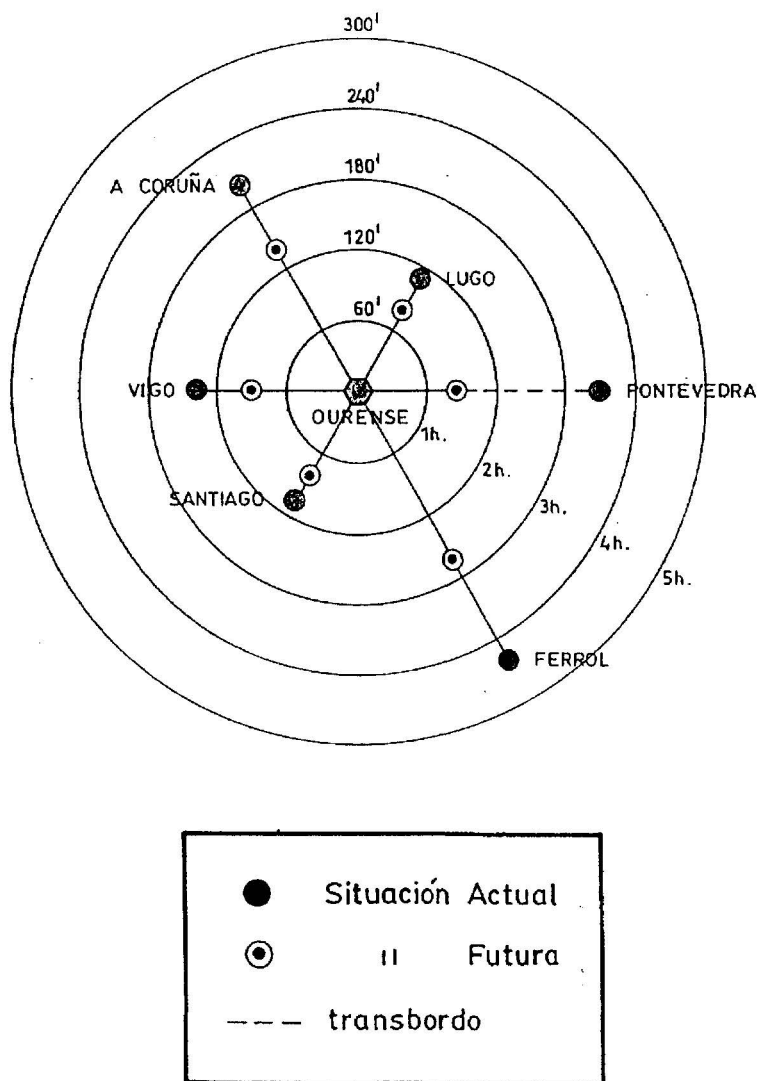 300'
240'
A CORUÑA
180'
120'
LUGO
60'
VIGO
OURENSE
PONTEVEDRA
1h.
SANTIAGO
2h.
3h.
4h.
5h.
FERROL
Situación Actual
" Futura
transbordo